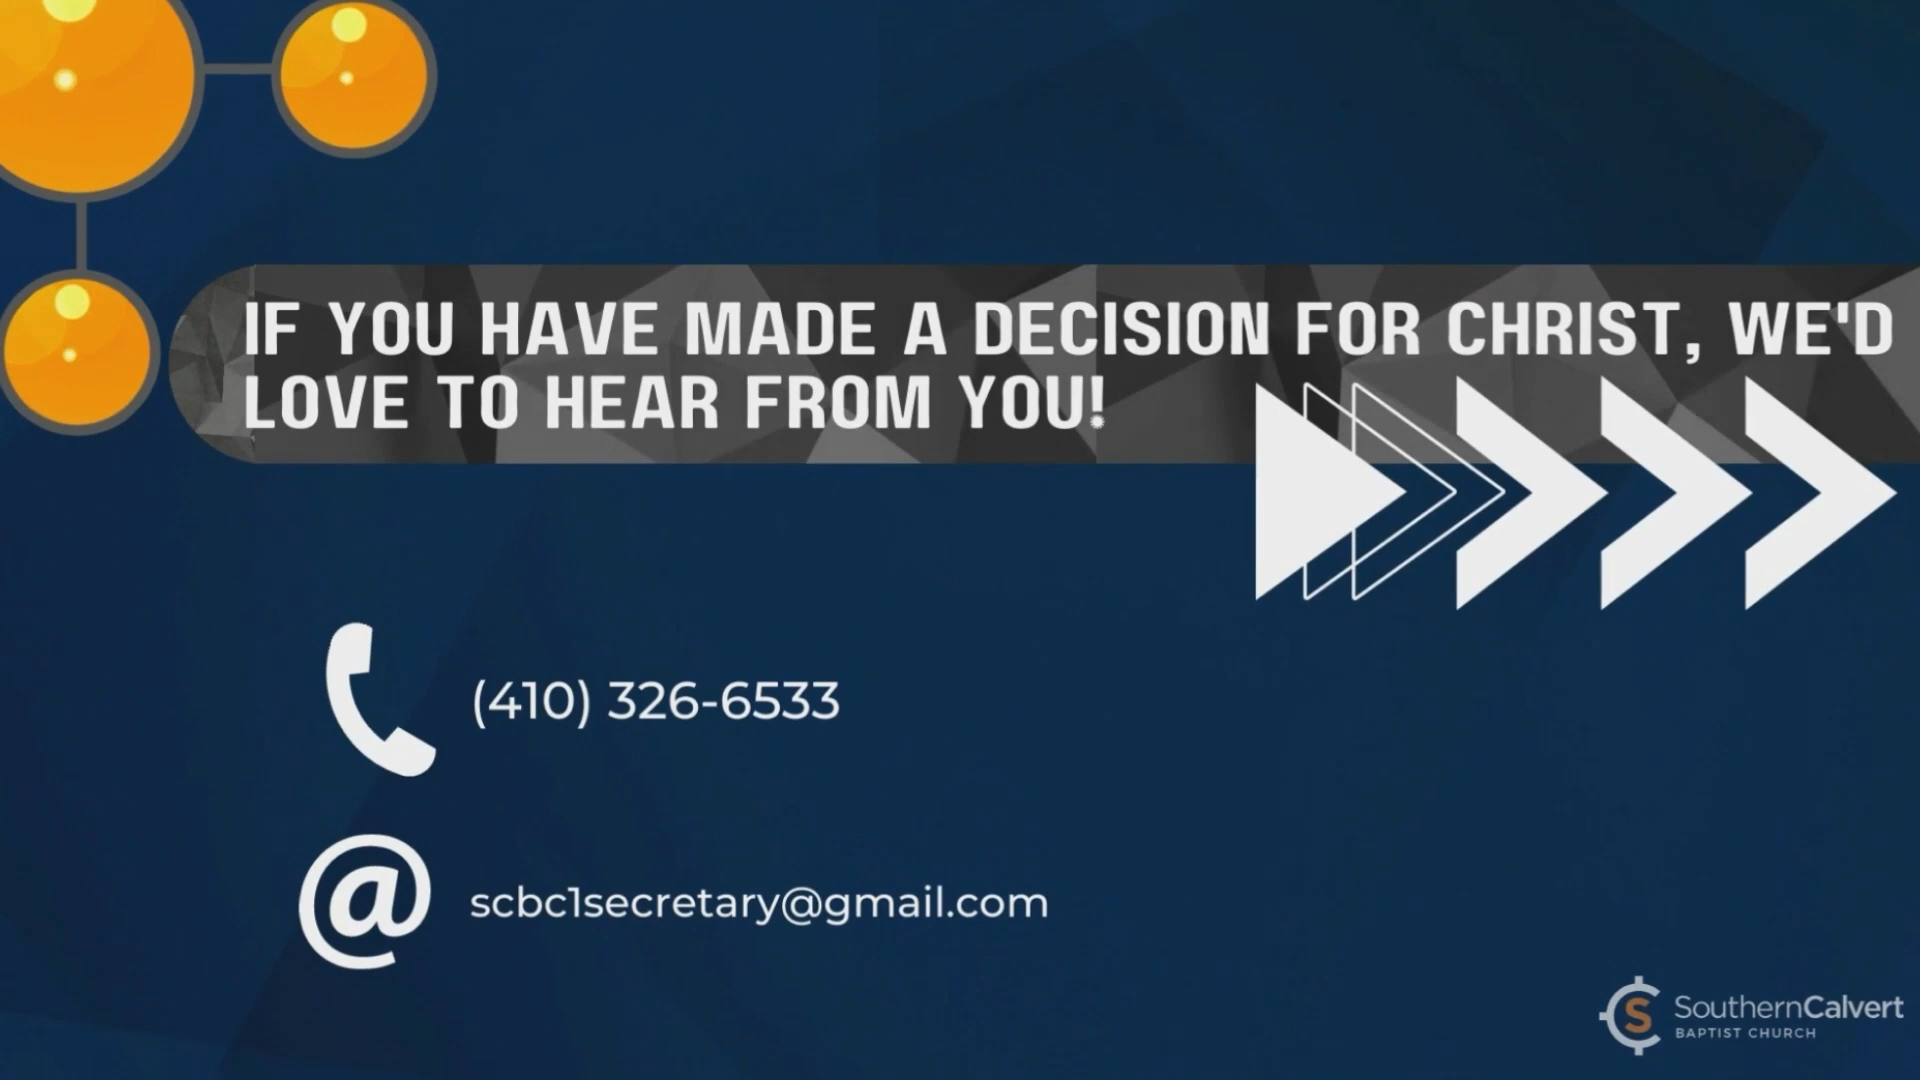 IF YOU HAVE MADE A DECISION FOR CHRIST, WE'D
LOVE TO HEAR FROM YOU!
(410) 326-6533
@ scbc1secretary@gmail.com
SouthernCalvert
BAPTIST CHURCH